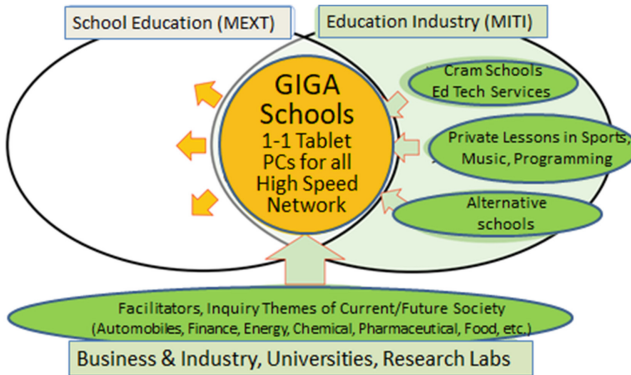 School Education (MEXT)
Education Industry (MITI)
GIGA
Schools
1-1 Tablet
PCs for all
High Speed
Network
Cram Schools
Ed Tech Services
Private Lessons in Sports,
Music, Programming
Alternative
schools
Facilitators, Inquiry Themes of Current/Future Society
(Automobiles, Finance, Energy, Chemical, Pharmaceutical, Food, etc.)
Business & Industry, Universities, Research Labs